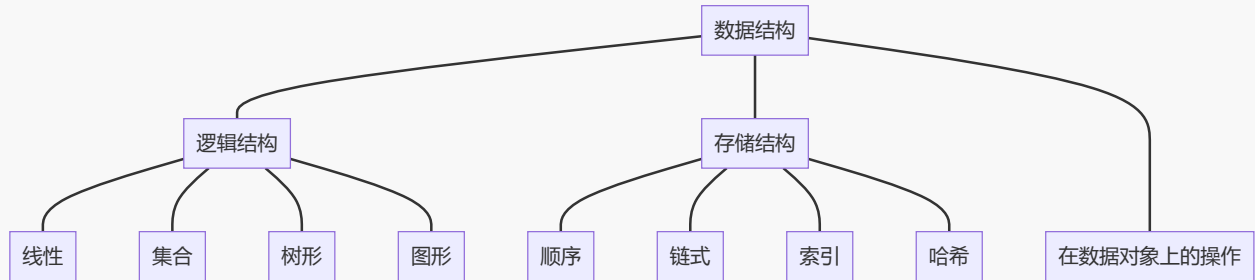 数据结构
逻辑结构
存储结构
线性
集合
树形
图形
顺序
链式
索引
哈希
在数据对象上的操作